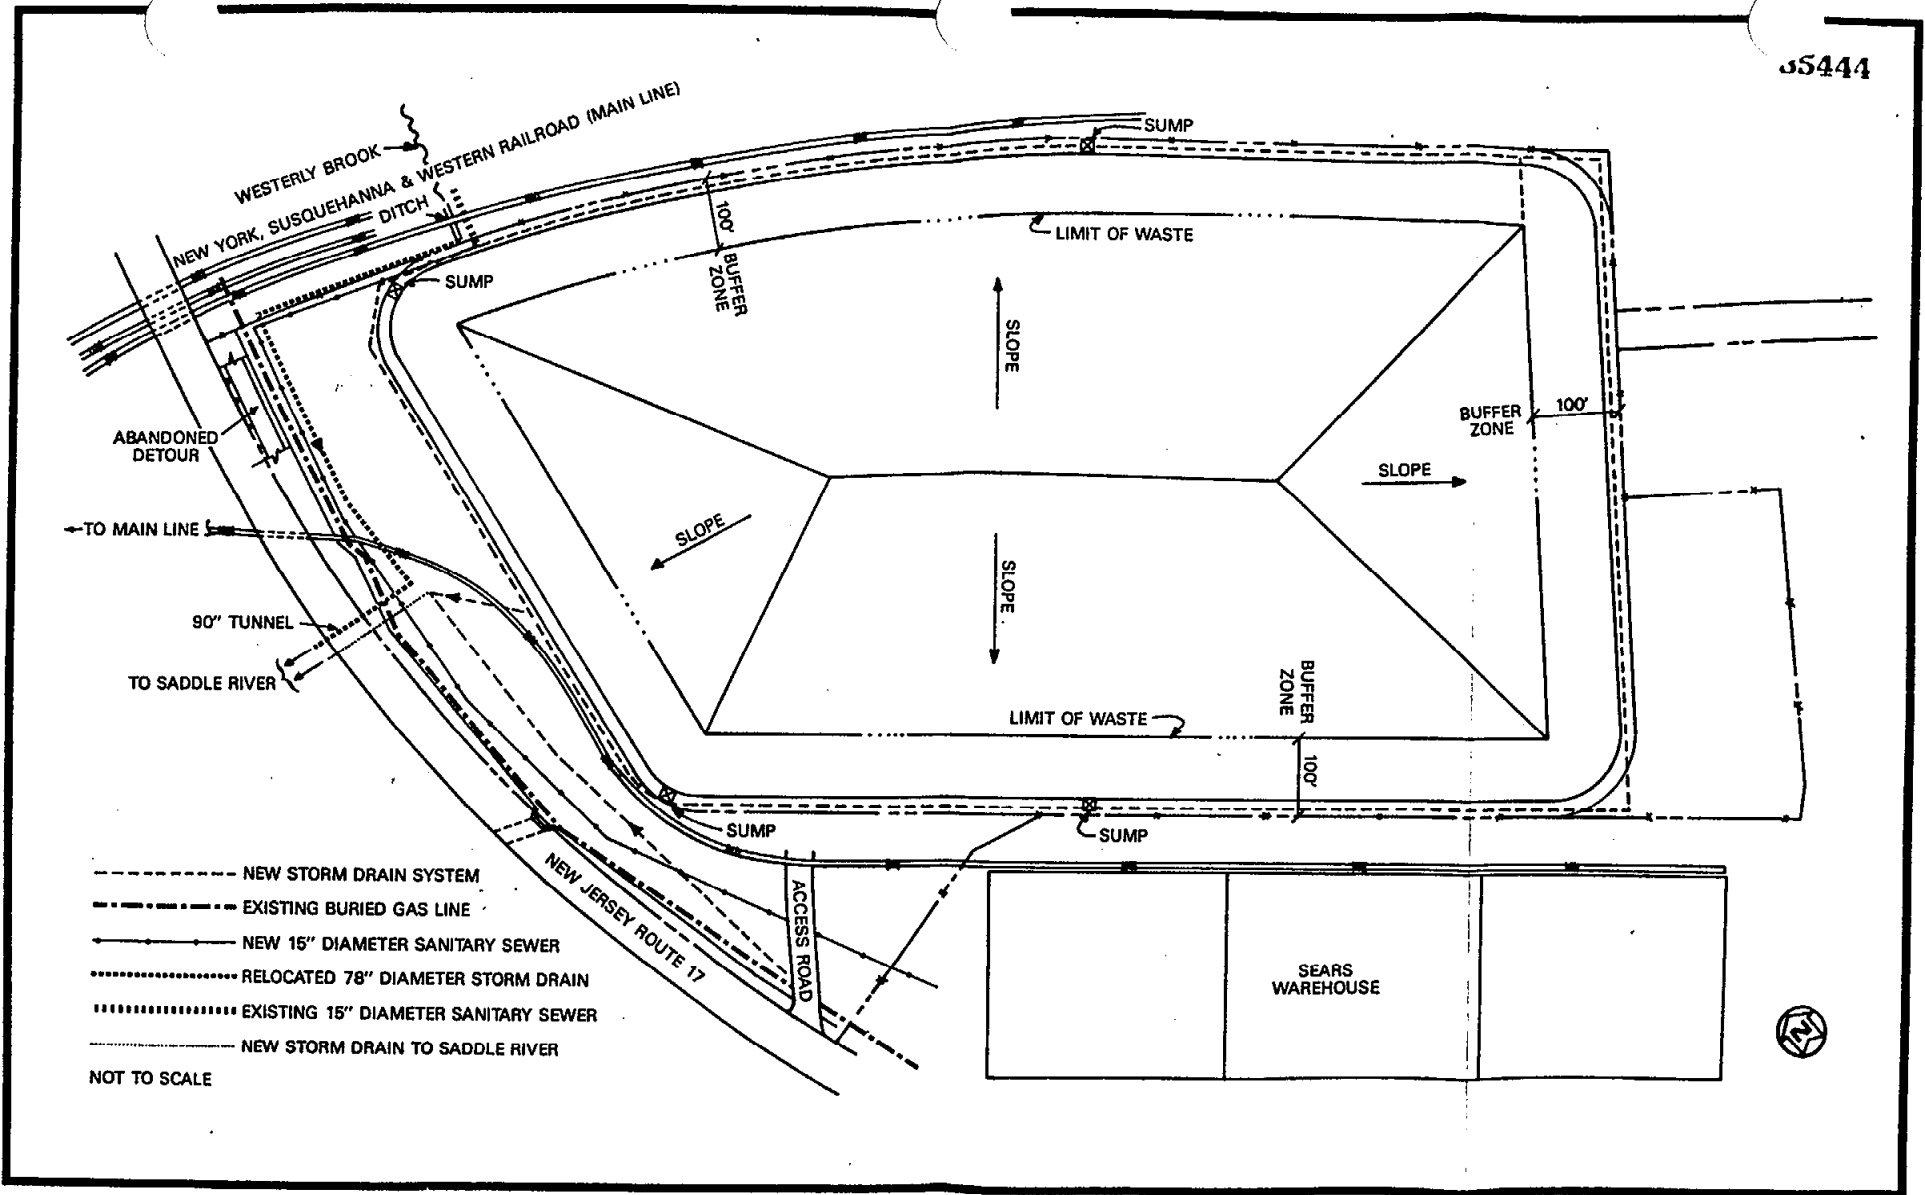 35444
NEW YORK, SUSQUEHANNA & WESTERN RAILROAD (MAIN LINE)
WESTERLY BROOK
DITCH
SUMP
SUMP
100'
BUFFER
ZONE
LIMIT OF WASTE
SLOPE
BUFFER
ZONE
100'
SLOPE
SLOPE
SLOPE
ABANDONED
DETOUR
TO MAIN LINE
90" TUNNEL
TO SADDLE RIVER
LIMIT OF WASTE
BUFFER
ZONE
100'
SUMP
SUMP
NEW JERSEY ROUTE 17
ACCESS ROAD
SEARS
WAREHOUSE
NEW STORM DRAIN SYSTEM
EXISTING BURIED GAS LINE
NEW 15" DIAMETER SANITARY SEWER
RELOCATED 78" DIAMETER STORM DRAIN
EXISTING 15" DIAMETER SANITARY SEWER
NEW STORM DRAIN TO SADDLE RIVER
NOT TO SCALE
N